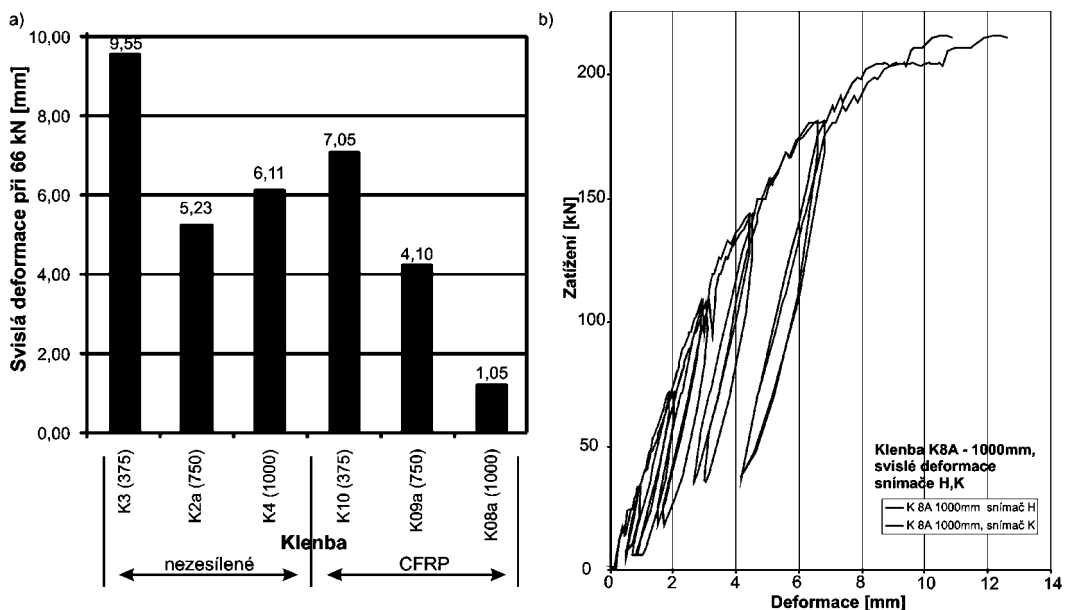 a)
Svislá deformace při 66 kN [mm]
10,00
8,00
6,00
4,00
2,00
0,00
9,55
5,23
6,11
7,05
4,10
1,05
K3 (375)
K2a (750)
K4 (1000)
K10 (375)
K09a (750)
K08a (1000)
Klenba
nezesílené
CFRP
b)
Zatížení [kN]
200
150
100
50
0
0
2
4
6
8
10
12
14
Deformace [mm]
Klenba K8A - 1000mm,
svislé deformace
snímače H,K
K 8A 1000mm snímač H
K 8A 1000mm, snímač K